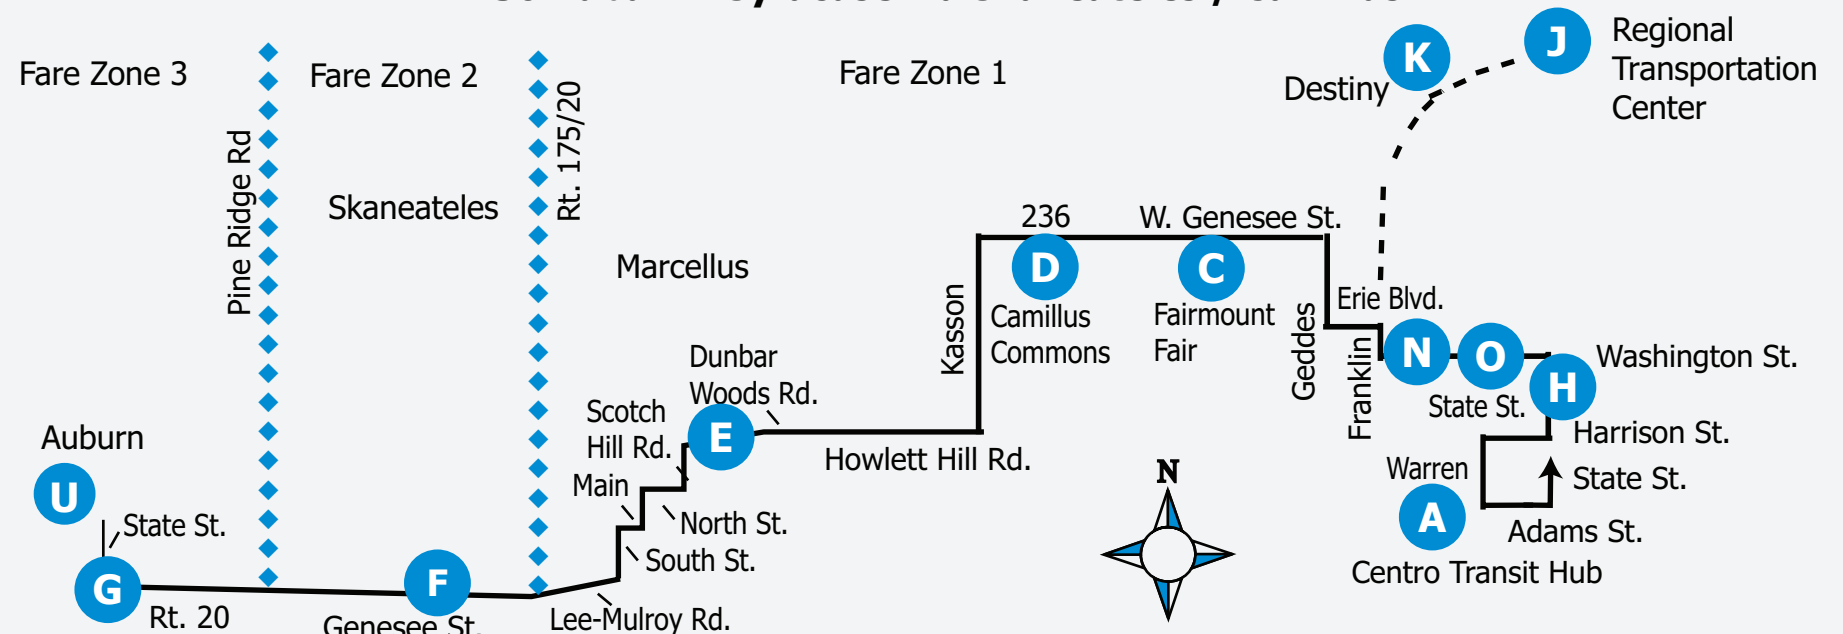 Fare Zone 3
Fare Zone 2
Fare Zone 1
Pine Ridge Rd
Rt. 175/20
K
Destiny
J
Regional
Transportation
Center
Skaneateles
Marcellus
236
W. Genesee St.
D
Camillus
Commons
C
Fairmount
Fair
Kasson
Geddes
Erie Blvd.
Franklin
N
O
H
Washington St.
State St.
Harrison St.
Warren
State St.
A
Adams St.
Centro Transit Hub
N
Dunbar
Woods Rd.
Scotch
Hill Rd.
E
Howlett Hill Rd.
Main
North St.
South St.
Lee-Mulroy Rd.
Auburn
U
State St.
G
Rt. 20
F
Genesee St.